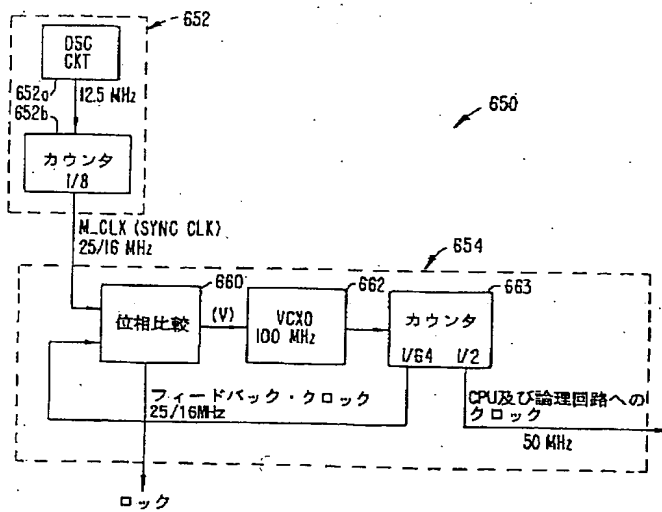 652
DSC
CKT
652a
12.5 MHz
652b
カウンタ
1/8
650
M_CLX (SYNC CLK)
25/16 MHz
654
660
位相比較
(V)
662
VCXO
100 MHz
663
カウンタ
1/64 1/2
フィードバック・クロック
25/16MHz
CPU及び論理回路への
クロック
50 MHz
ロック